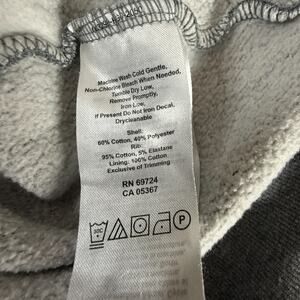 Machine Wash Cold Gentle,
Non-Chlorine Bleach When Needed,
Tumble Dry Low,
Remove Promptly,
Iron Low,
If Present Do Not Iron Decal,
Drycleanable
Shell:
60% Cotton, 40% Polyester
Rib:
95% Cotton, 5% Elastane
Lining: 100% Cotton
Exclusive of Trimming
RN 69724
CA 05367
30C P